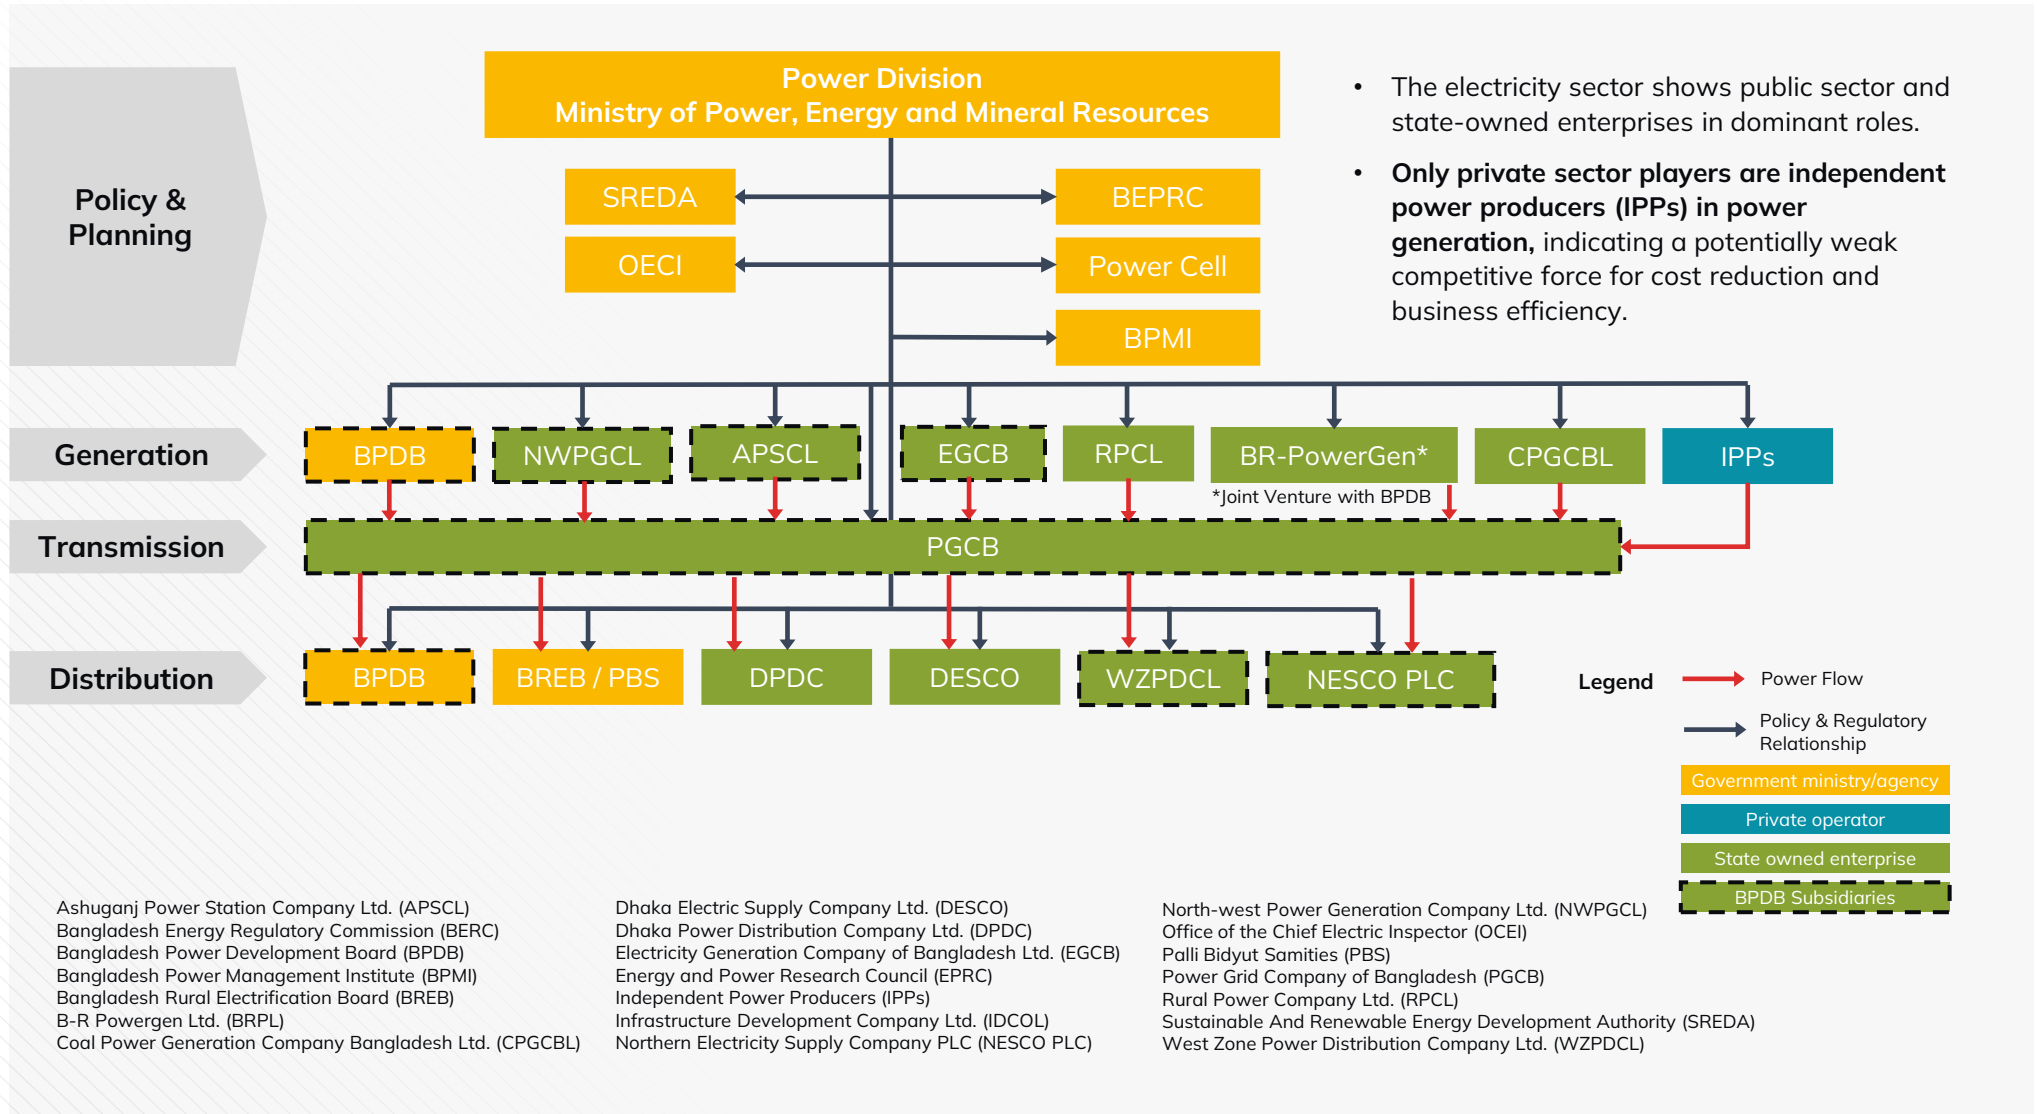 Power Division
Ministry of Power, Energy and Mineral Resources
• The electricity sector shows public sector and
state-owned enterprises in dominant roles.
• Only private sector players are independent
power producers (IPPs) in power
generation, indicating a potentially weak
competitive force for cost reduction and
business efficiency.
Policy &
Planning
SREDA
BEPRC
OECI
Power Cell
BPMI
Generation
BPDB
NWPGCL
APSCL
EGCB
RPCL
BR-PowerGen*
CPGCBL
IPPs
*Joint Venture with BPDB
Transmission
PGCB
Distribution
BPDB
BREB / PBS
DPDC
DESCO
WZPDCL
NESCO PLC
Legend
Power Flow
Policy & Regulatory
Relationship
Government ministry/agency
Private operator
State owned enterprise
BPDB Subsidiaries
Ashuganj Power Station Company Ltd. (APSCL)
Bangladesh Energy Regulatory Commission (BERC)
Bangladesh Power Development Board (BPDB)
Bangladesh Power Management Institute (BPMI)
Bangladesh Rural Electrification Board (BREB)
B-R Powergen Ltd. (BRPL)
Coal Power Generation Company Bangladesh Ltd. (CPGCBL)
Dhaka Electric Supply Company Ltd. (DESCO)
Dhaka Power Distribution Company Ltd. (DPDC)
Electricity Generation Company of Bangladesh Ltd. (EGCB)
Energy and Power Research Council (EPRC)
Independent Power Producers (IPPs)
Infrastructure Development Company Ltd. (IDCOL)
Northern Electricity Supply Company PLC (NESCO PLC)
North-west Power Generation Company Ltd. (NWPGCL)
Office of the Chief Electric Inspector (OCEI)
Palli Bidyut Samities (PBS)
Power Grid Company of Bangladesh (PGCB)
Rural Power Company Ltd. (RPCL)
Sustainable And Renewable Energy Development Authority (SREDA)
West Zone Power Distribution Company Ltd. (WZPDCL)